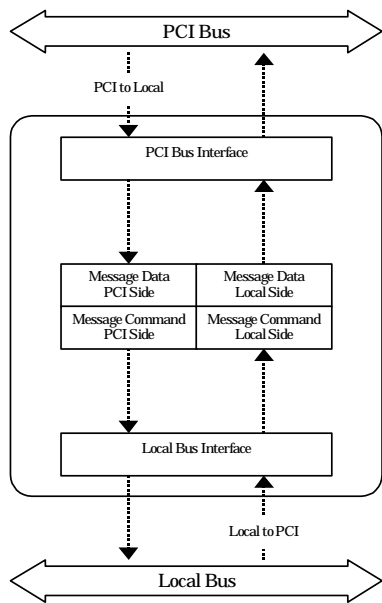 PCI Bus
PCI to Local
PCI Bus Interface
Message Data
PCI Side
Message Data
Local Side
Message Command
PCI Side
Message Command
Local Side
Local Bus Interface
Local to PCI
Local Bus